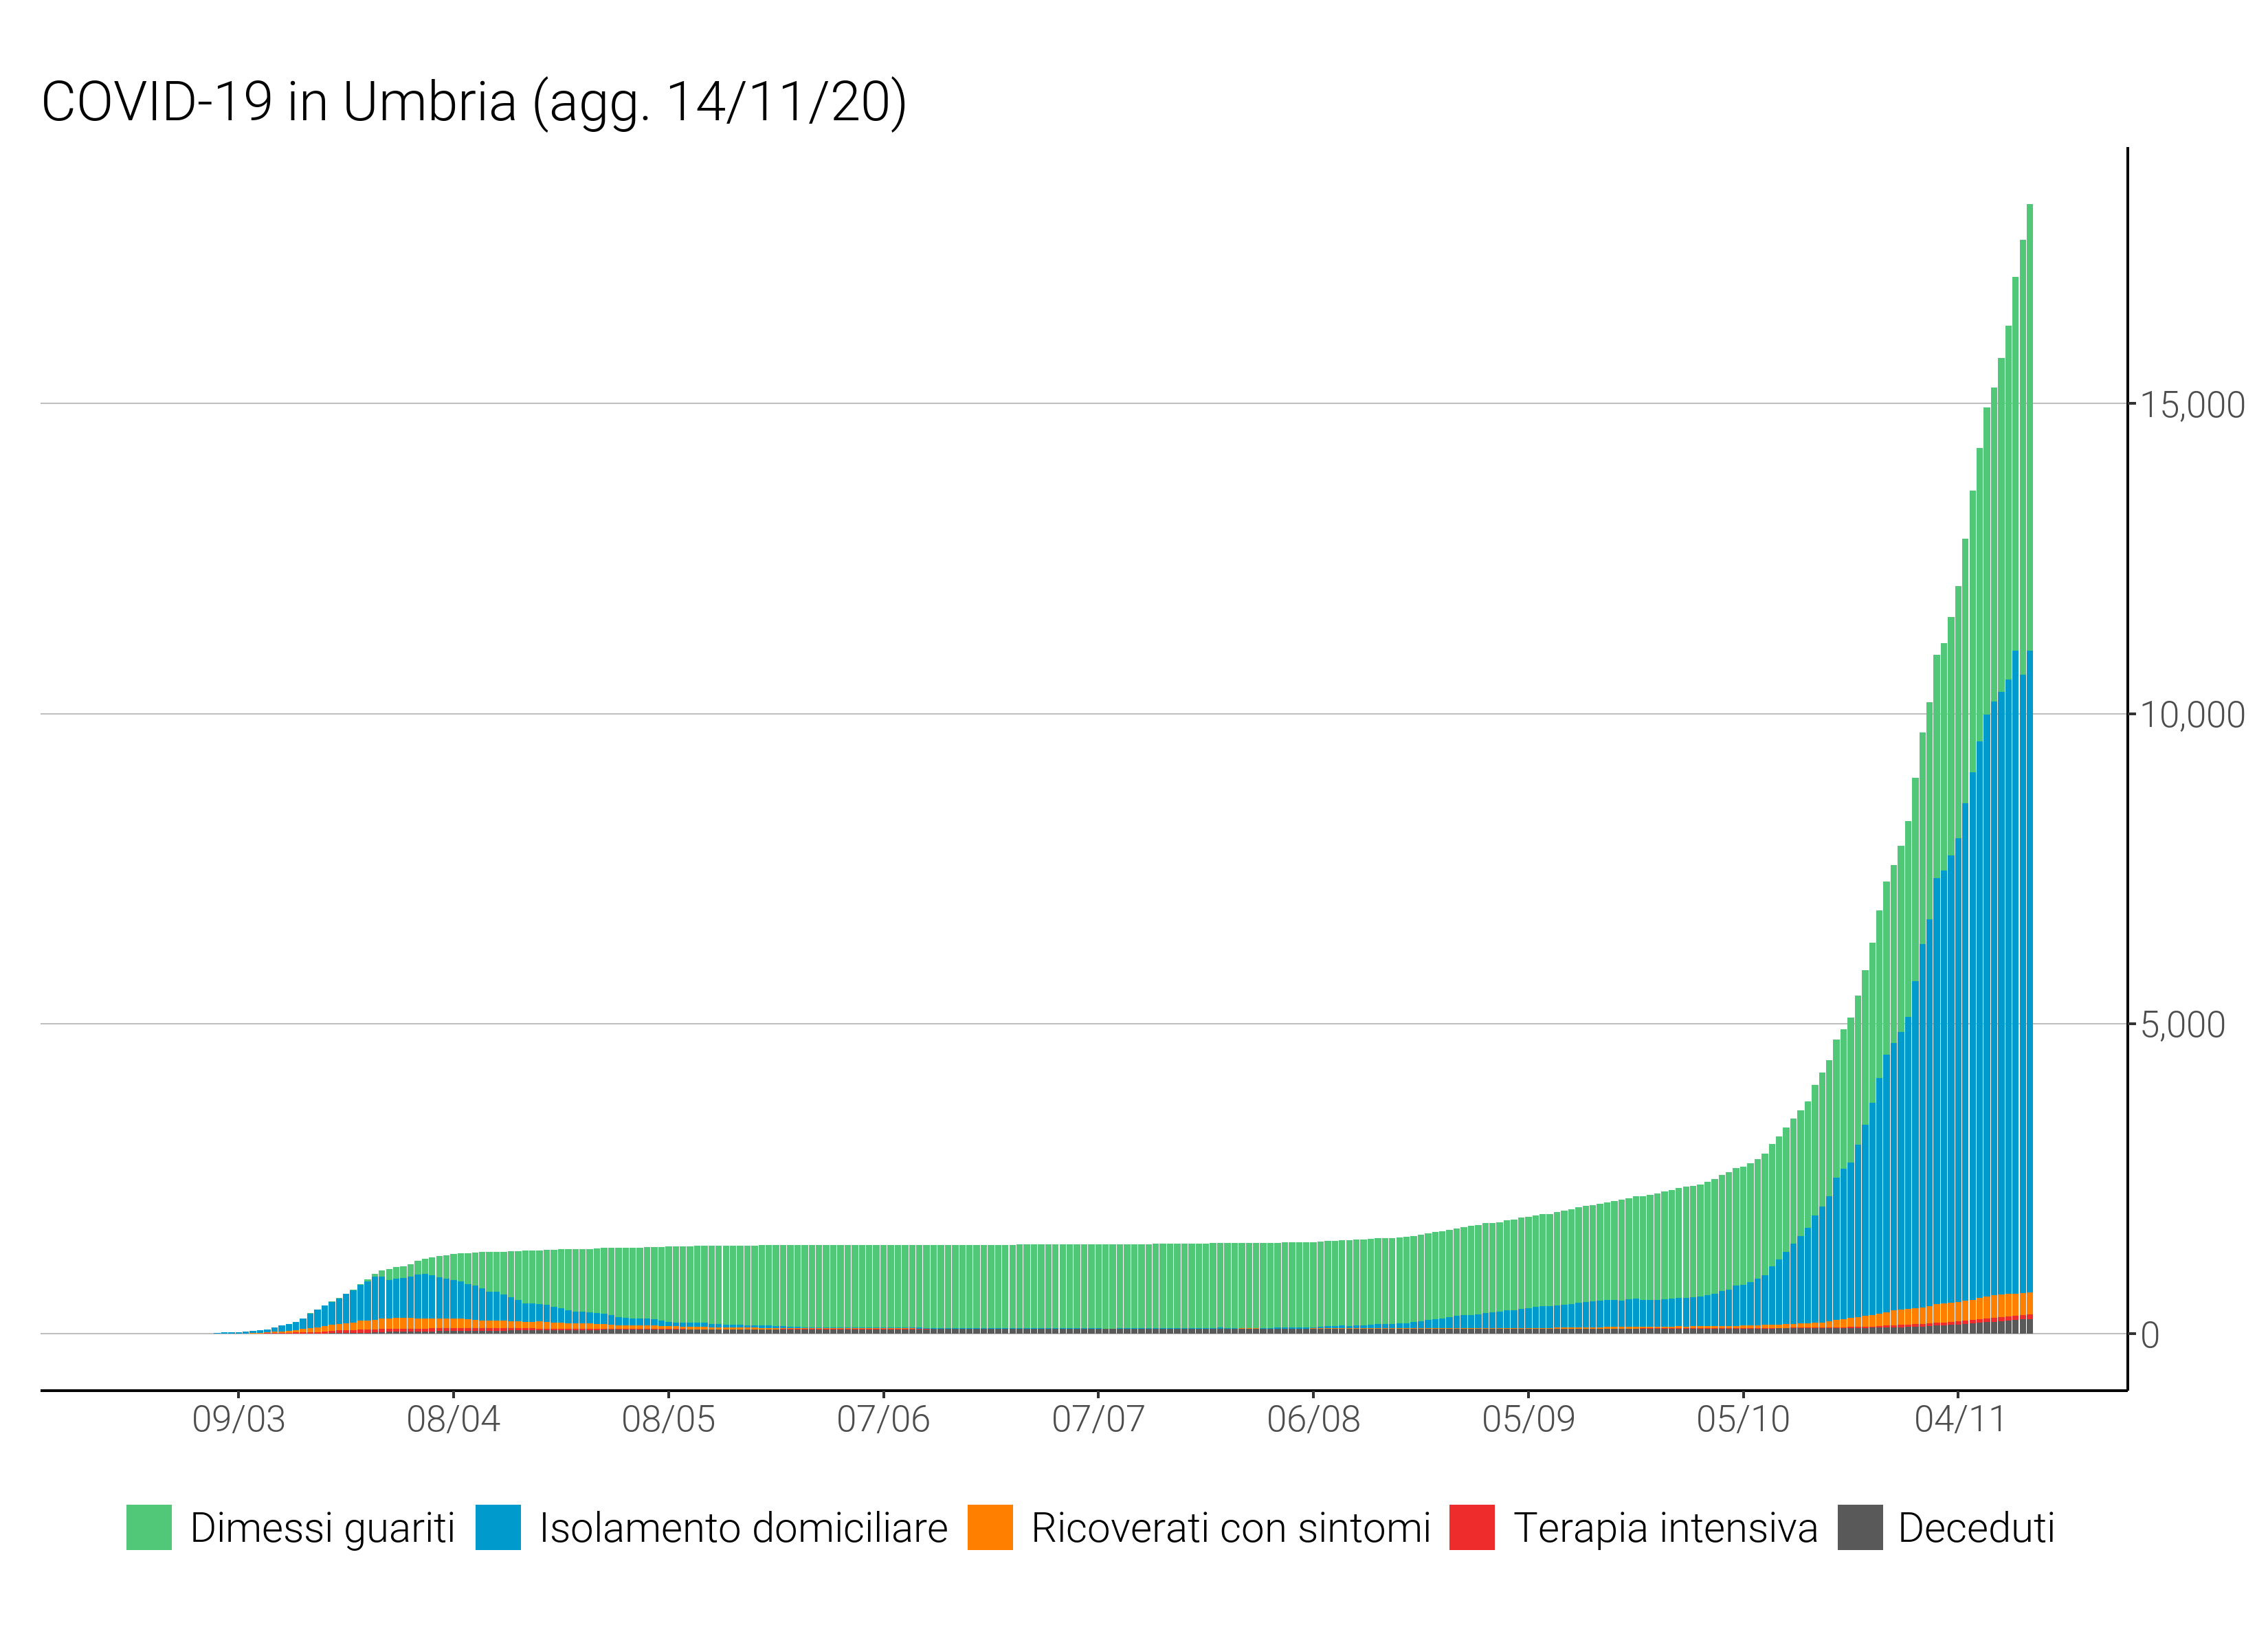 COVID-19 in Umbria (agg. 14/11/20)
15,000
10,000
5,000
0
09/03 08/04 08/05 07/06 07/07 06/08 05/09 05/10 04/11
Dimessi guariti Isolamento domiciliare Ricoverati con sintomi Terapia intensiva Deceduti